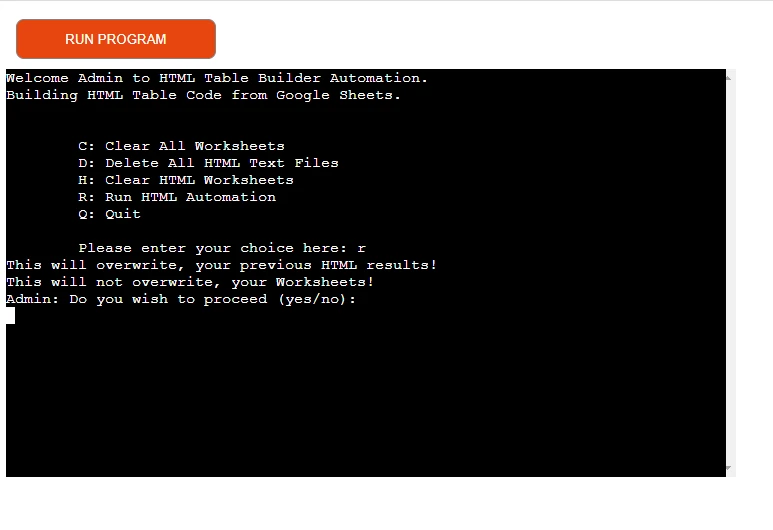 RUN PROGRAM
Welcome Admin to HTML Table Builder Automation.
Building HTML Table Code from Google Sheets.
C: Clear All Worksheets
D: Delete All HTML Text Files
H: Clear HTML Worksheets
R: Run HTML Automation
Q: Quit
Please enter your choice here: r
This will overwrite, your previous HTML results!
This will not overwrite, your Worksheets!
Admin: Do you wish to proceed (yes/no):